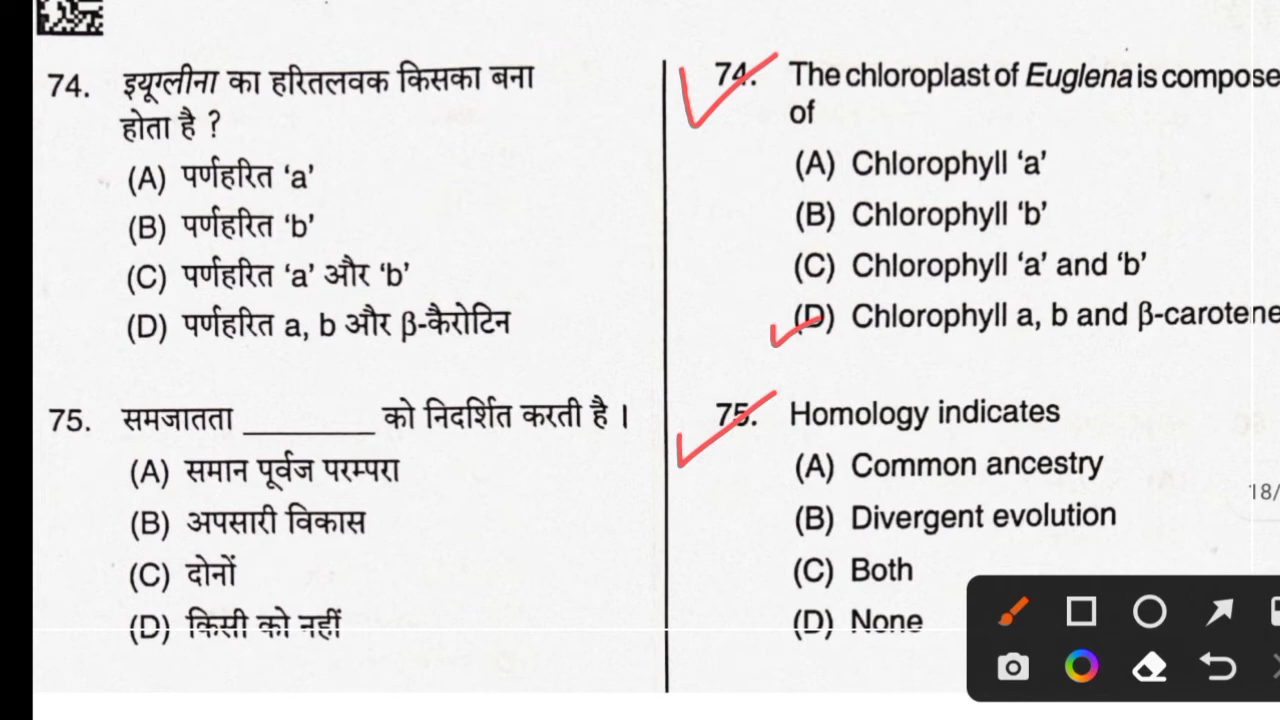 74. इयूग्लीना का हरितलवक किसका बना
होता है ?
(A) पर्णहरित ‘a’
(B) पर्णहरित ‘b’
(C) पर्णहरित ‘a’ और ‘b’
(D) पर्णहरित a, b और β-कैरोटिन
75. समजातता ________ को निदर्शित करती है ।
(A) समान पूर्वज परम्परा
(B) अपसारी विकास
(C) दोनों
(D) किसी को नहीं
74. The chloroplast of Euglena is compose
of
(A) Chlorophyll ‘a’
(B) Chlorophyll ‘b’
(C) Chlorophyll ‘a’ and ‘b’
(D) Chlorophyll a, b and β-carotene
75. Homology indicates
(A) Common ancestry
(B) Divergent evolution
(C) Both
(D) None
18/